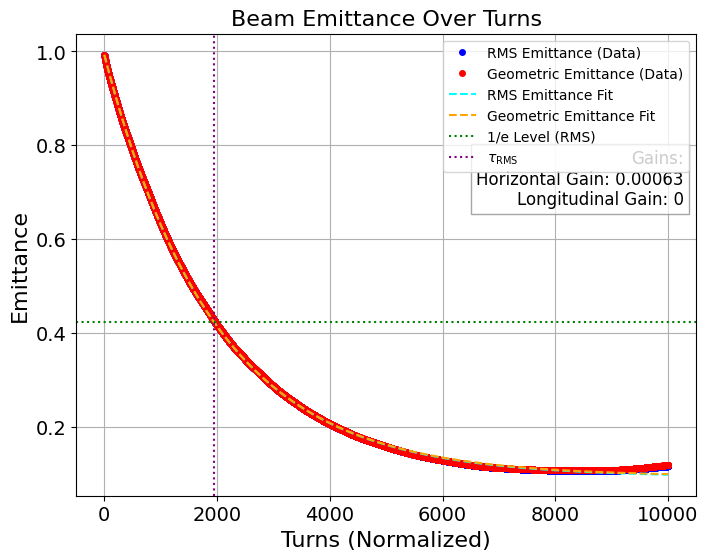 Beam Emittance Over Turns
Emittance
1.0
0.8
0.6
0.4
0.2
RMS Emittance (Data)
Geometric Emittance (Data)
RMS Emittance Fit
Geometric Emittance Fit
1/e Level (RMS)
τRMS
Gains:
Horizontal Gain: 0.00063
Longitudinal Gain: 0
0 2000 4000 6000 8000 10000
Turns (Normalized)